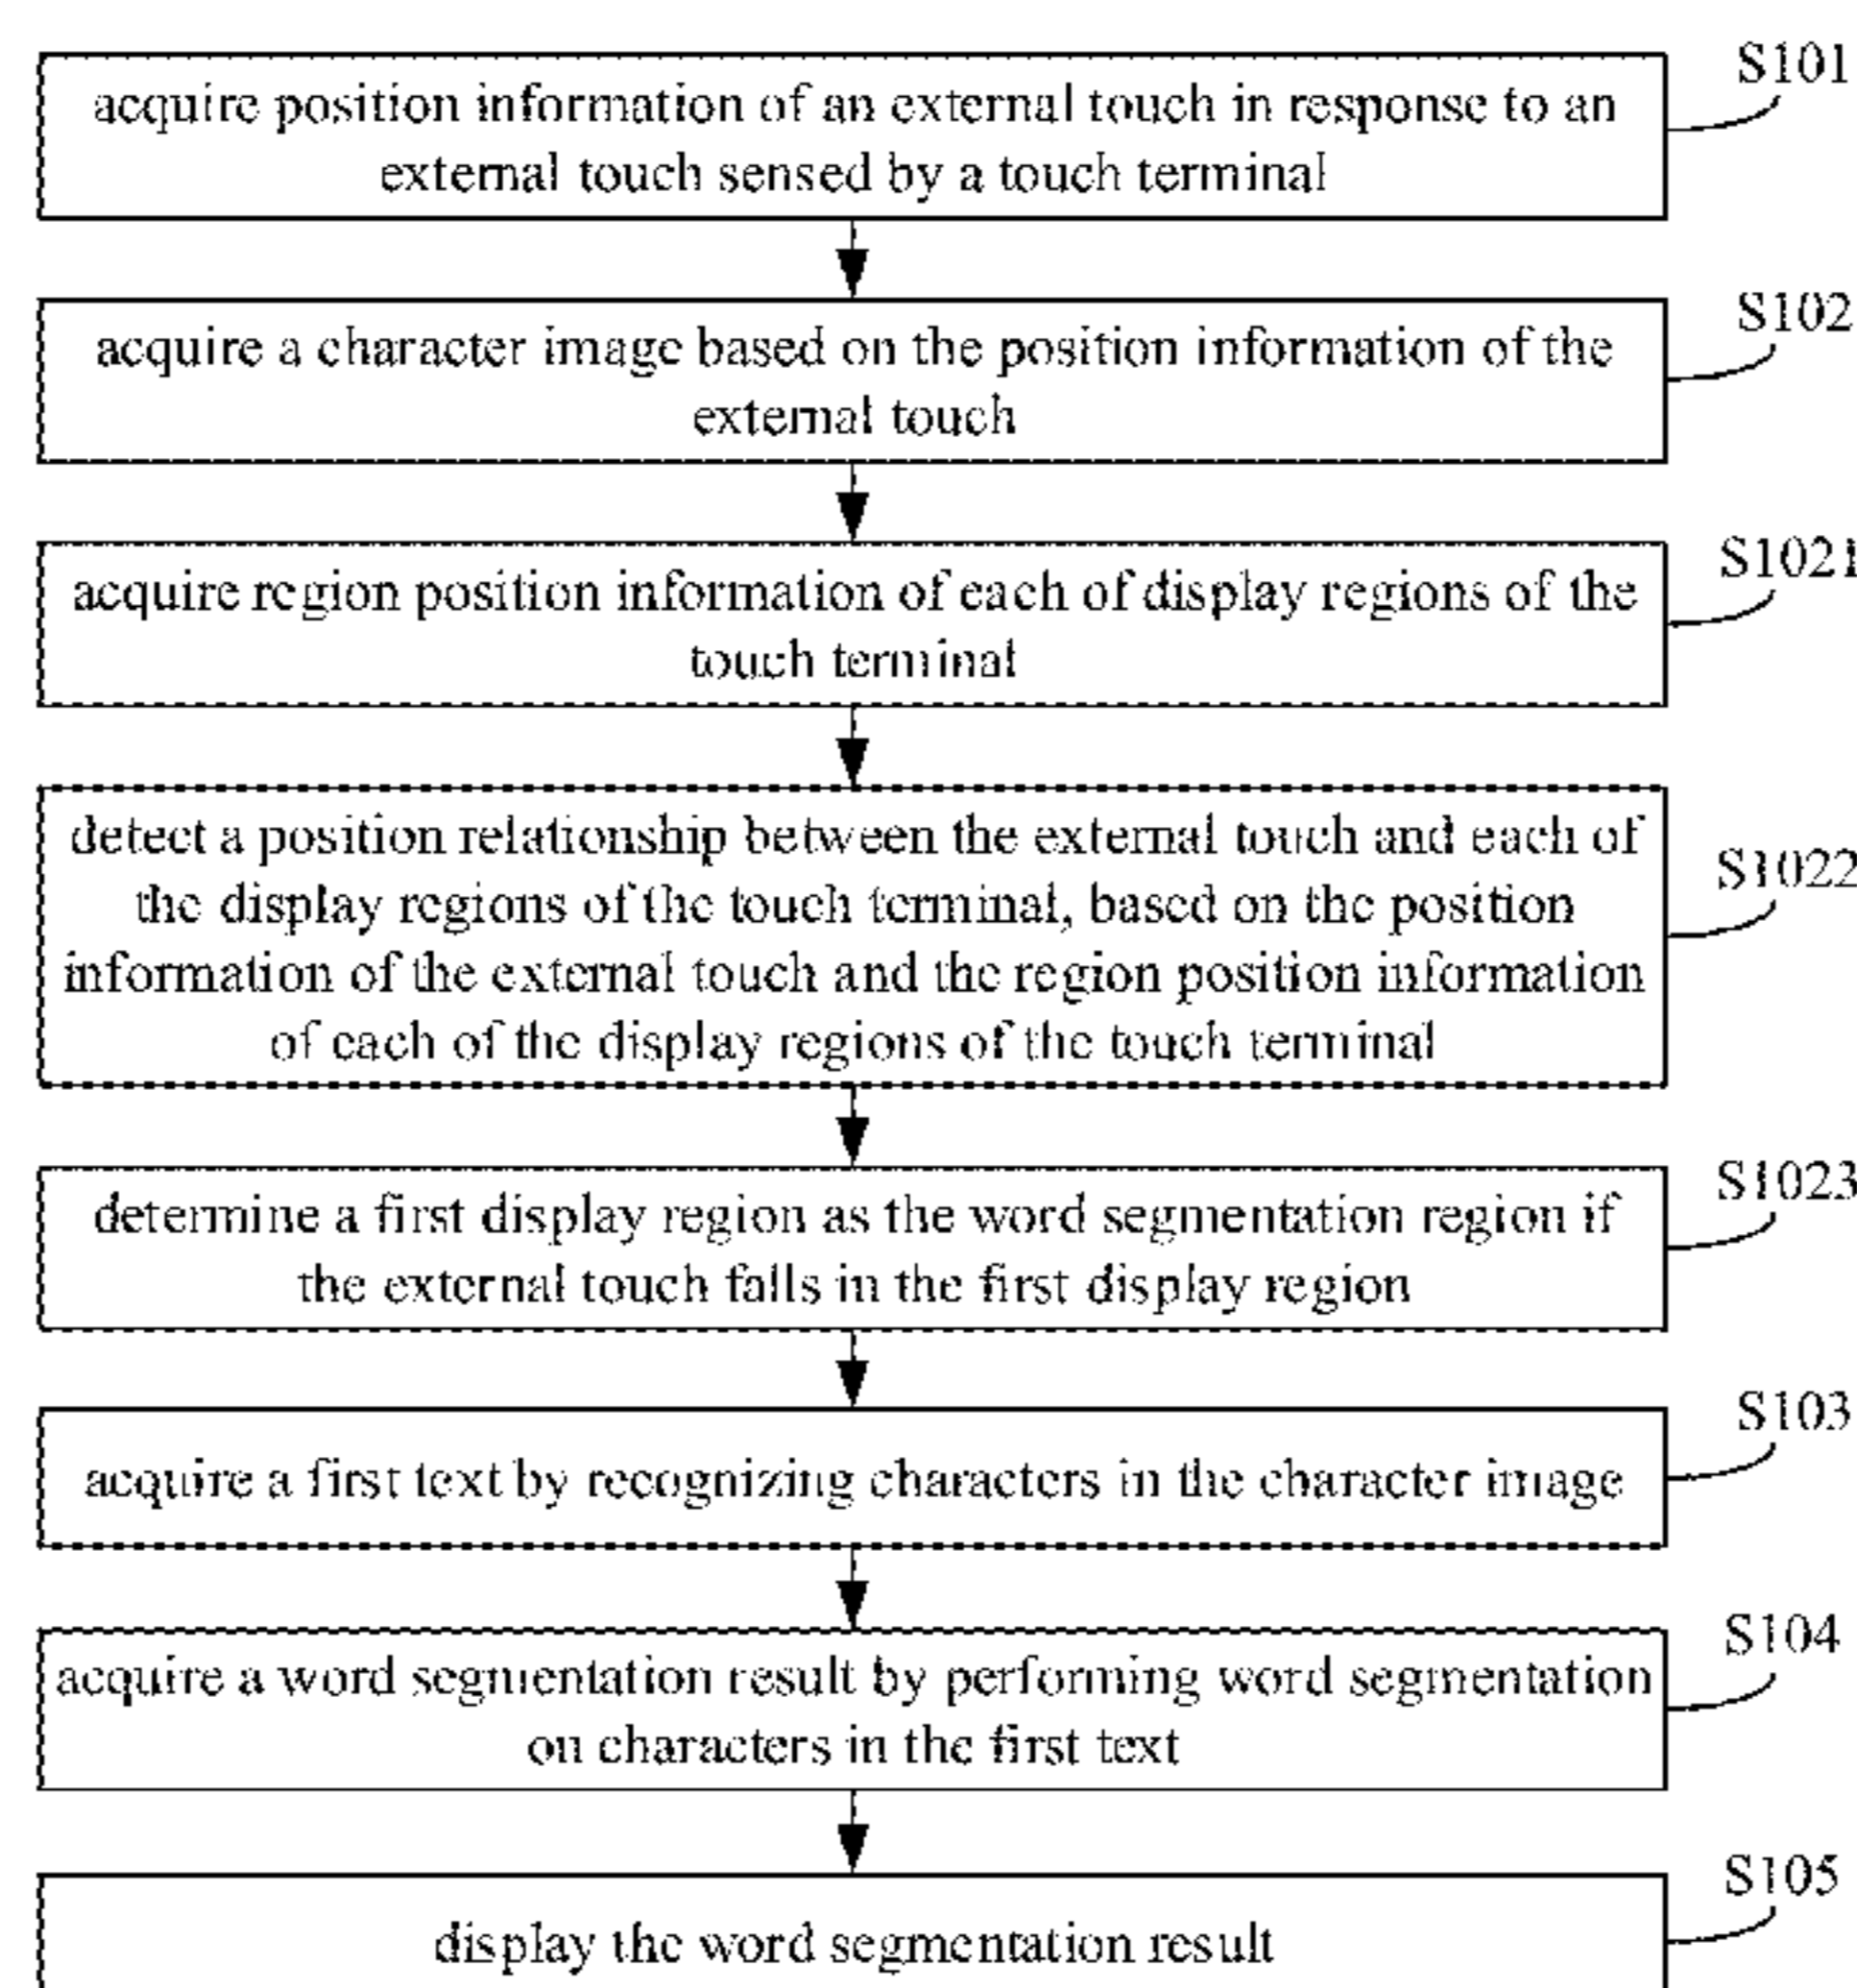 S101
acquire position information of an external touch in response to an
external touch sensed by a touch terminal
S102
acquire a character image based on the position information of the
external touch
S1021
acquire region position information of each of display regions of the
touch terminal
detect a position relationship between the external touch and each of
S1022
the display regions of the touch terminal, based on the position
information of the external touch and the region position information
of each of the display regions of the touch terminal
S1023
determine a first display region as the word segmentation region if
the external touch falls in the first display region
S103
acquire a first text by recognizing characters in the character image
S104
acquire a word segmentation result by performing word segmentation
on characters in the first text
S105
display the word segmentation result